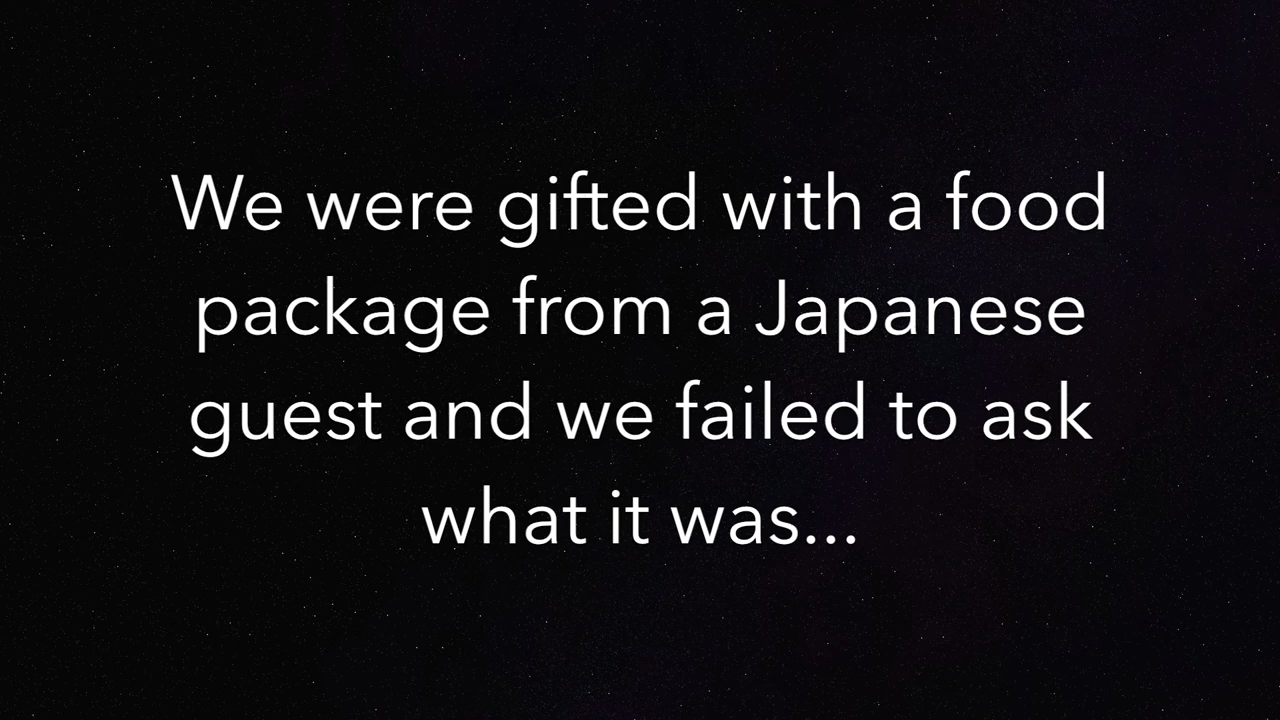 We were gifted with a food
package from a Japanese
guest and we failed to ask
what it was...